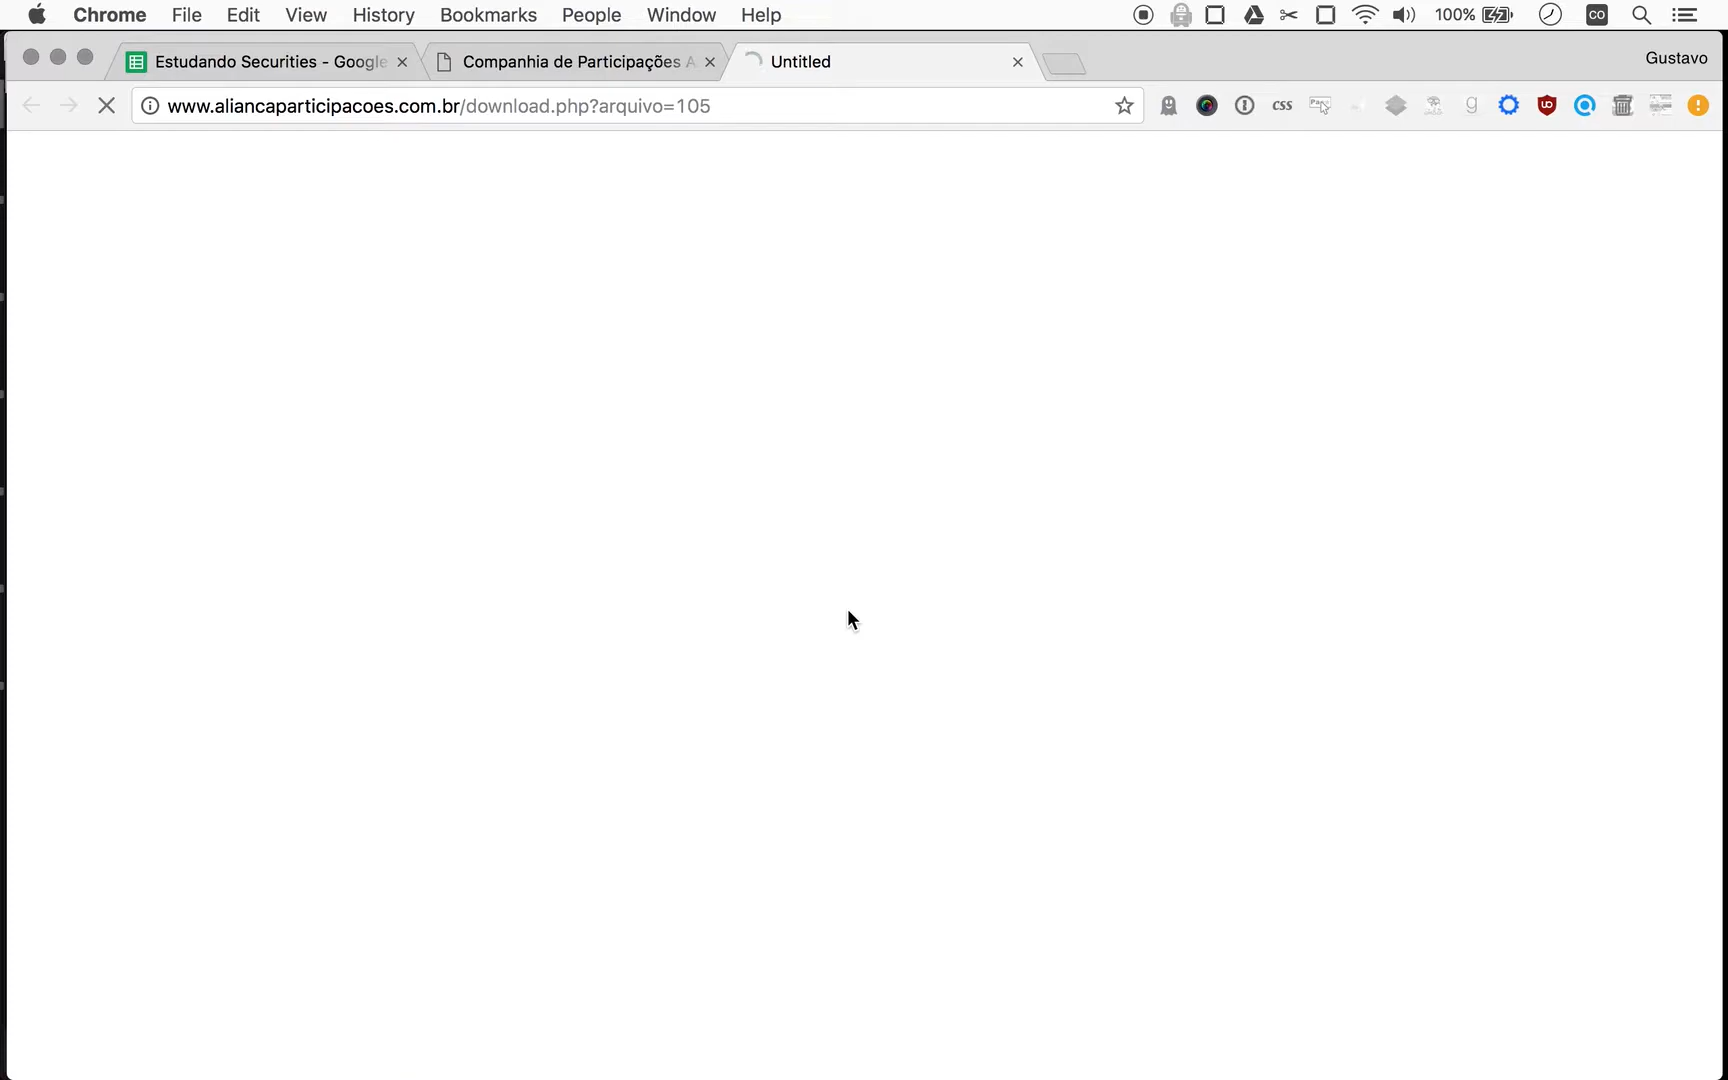 Chrome File Edit View History Bookmarks People Window Help 100% CO
Estudando Securities - Google Companhia de Participações A Untitled Gustavo
www.aliancaparticipacoes.com.br/download.php?arquivo=105 css g